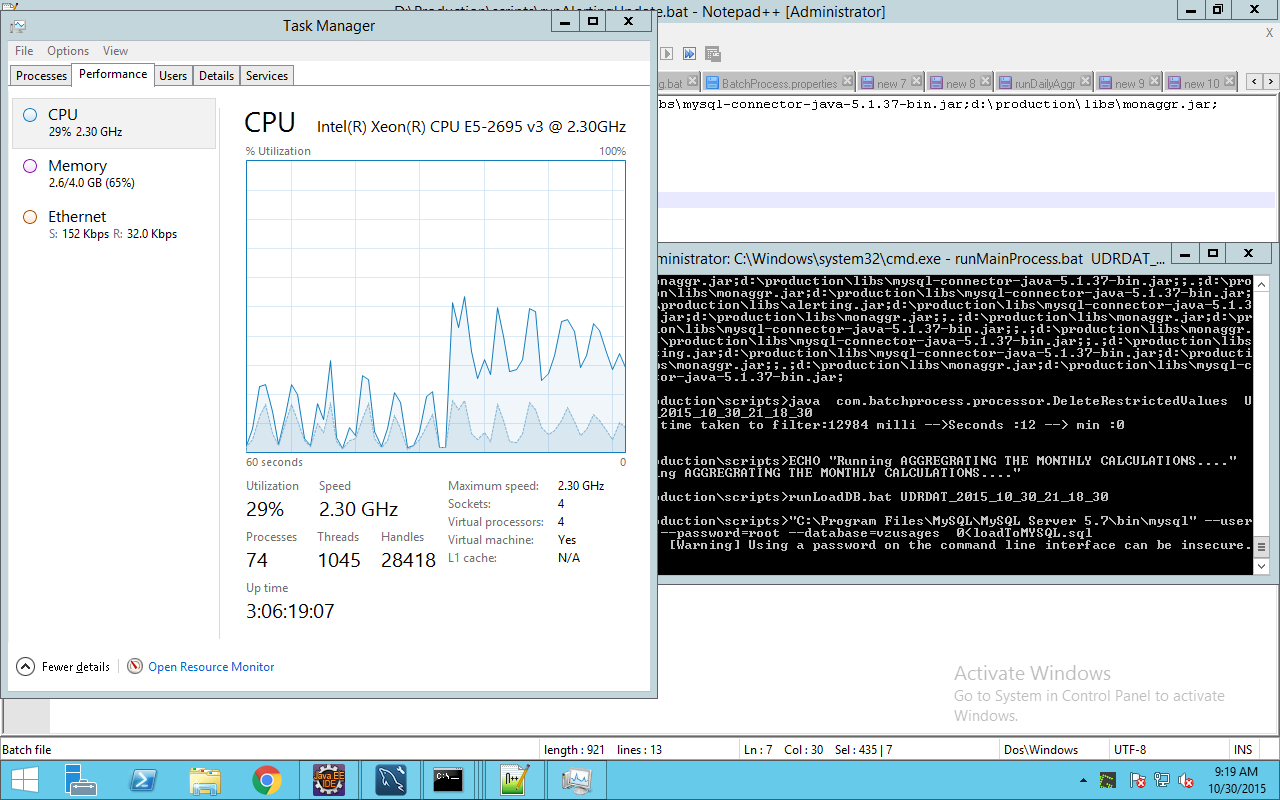 D:\Production\scripts\runAlertingUpdate.bat - Notepad++ [Administrator]
Task Manager
File Options View
Processes Performance Users Details Services
CPU
29% 2.30 GHz
Memory
2.6/4.0 GB (65%)
Ethernet
S: 152 Kbps R: 32.0 Kbps
CPU Intel(R) Xeon(R) CPU E5-2695 v3 @ 2.30GHz
% Utilization 100%
60 seconds 0
Utilization Speed
29% 2.30 GHz
Processes Threads Handles
74 1045 28418
Up time
3:06:19:07
Maximum speed: 2.30 GHz
Sockets: 4
Virtual processors: 4
Virtual machine: Yes
L1 cache: N/A
Fewer details Open Resource Monitor
X
g.bat BatchProcess.properties new 7 new 8 runDailyAggr new 9 new 10
bs\mysql-connector-java-5.1.37-bin.jar;d:\production\libs\monaggr.jar;
ministrator: C:\Windows\system32\cmd.exe - runMainProcess.bat UDRDAT_...
naggr.jar;d:\production\libs\mysql-connector-java-5.1.37-bin.jar;;.;d:\pro
on\libs\monaggr.jar;d:\production\libs\mysql-connector-java-5.1.37-bin.jar;
oduction\libs\alerting.jar;d:\production\libs\mysql-connector-java-5.1.3
.jar;d:\production\libs\monaggr.jar;;.;d:\production\libs\monaggr.jar;d:\pr
on\libs\mysql-connector-java-5.1.37-bin.jar;;.;d:\production\libs\monaggr.
:\production\libs\mysql-connector-java-5.1.37-bin.jar;;.;d:\production\lib
ing.jar;d:\production\libs\mysql-connector-java-5.1.37-bin.jar;d:\producti
bs\monaggr.jar;;.;d:\production\libs\monaggr.jar;d:\production\libs\mysql-c
or-java-5.1.37-bin.jar;
oduction\scripts>java com.batchprocess.processor.DeleteRestrictedValues U
_2015_10_30_21_18_30
time taken to filter:12984 milli -->Seconds :12 --> min :0
oduction\scripts>ECHO "Running AGGREGRATING THE MONTHLY CALCULATIONS...."
ng AGGREGRATING THE MONTHLY CALCULATIONS...."
oduction\scripts>runLoadDB.bat UDRDAT_2015_10_30_21_18_30
oduction\scripts>"C:\Program Files\MySQL\MySQL Server 5.7\bin\mysql" --user
--password=root --database=vzusages 0<loadToMYSQL.sql
[Warning] Using a password on the command line interface can be insecure.
Activate Windows
Go to System in Control Panel to activate
Windows.
Batch file length : 921 lines : 13 Ln : 7 Col : 30 Sel : 435 | 7 Dos\Windows UTF-8 INS
Java EE
IDE
C:\_
N++
9:19 AM
10/30/2015